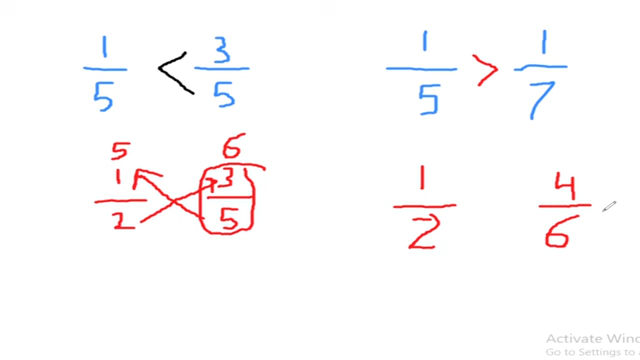 1/5 < 3/5
1/5 > 1/7
5 6
1/2 3/5
1/2 4/6
Activate Win
Go to Settings to